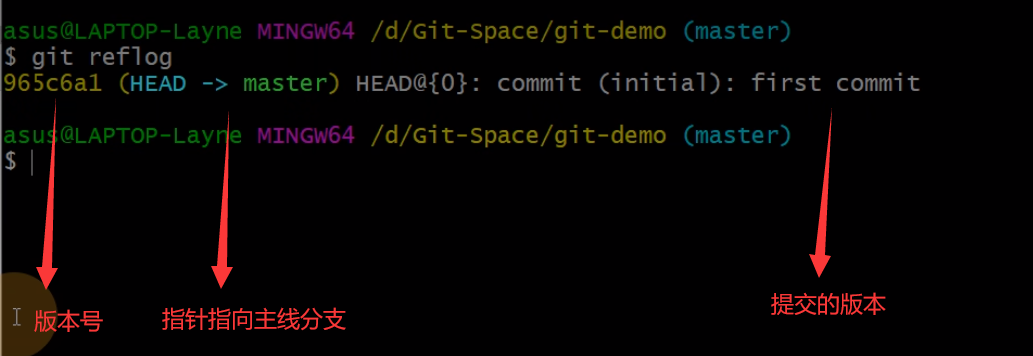 asus@LAPTOP-Layne MINGW64 /d/Git-Space/git-demo (master)
$ git reflog
965c6a1 (HEAD -> master) HEAD@{0}: commit (initial): first commit
asus@LAPTOP-Layne MINGW64 /d/Git-Space/git-demo (master)
$
版本号
指针指向主线分支
提交的版本